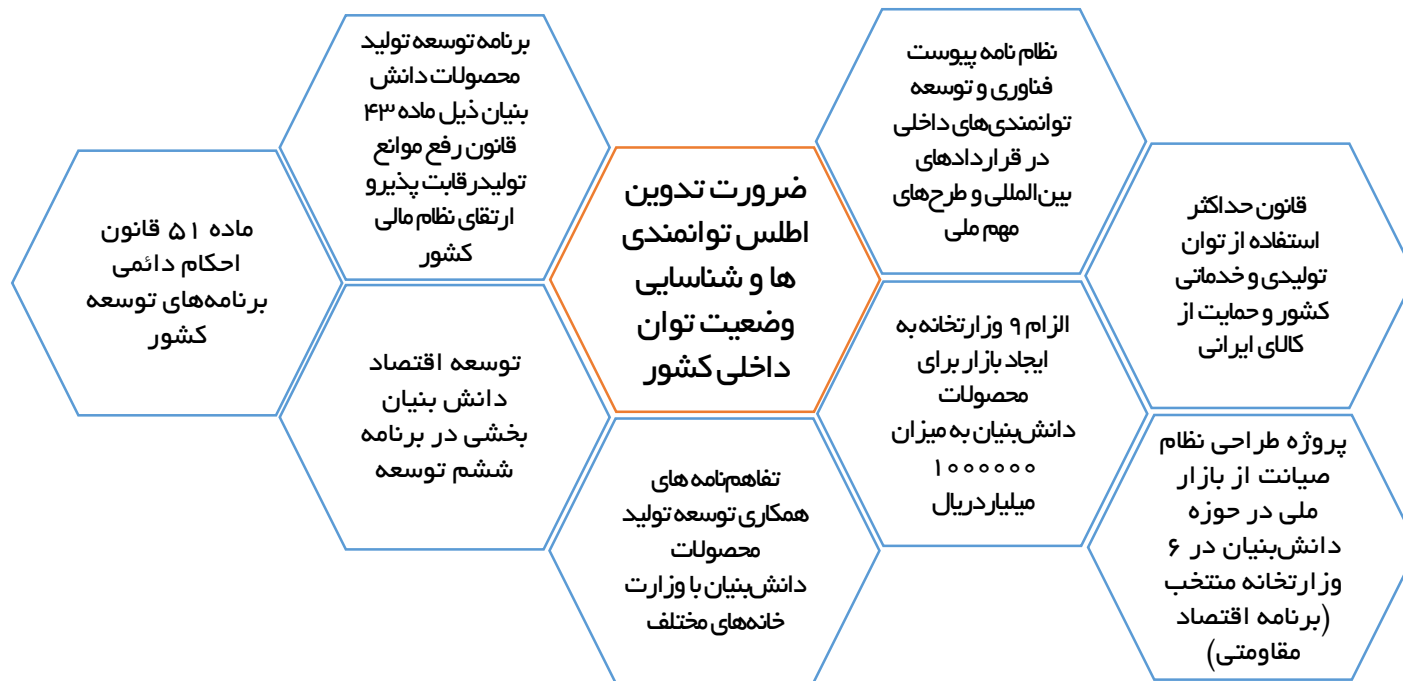 نظام نامه پیوست
فناوری و توسعه
توانمندی‌های داخلی
در قراردادهای
بین‌المللی و طرح‌های
مهم ملی
برنامه توسعه تولید
محصولات دانش
بنیان ذیل ماده ۴۳
قانون رفع موانع
تولیدرقابت پذیرو
ارتقای نظام مالی
کشور
قانون حداکثر
استفاده از توان
تولیدی و خدماتی
کشور و حمایت از
کالای ایرانی
ضرورت تدوین
اطلس توانمندی
ها و شناسایی
وضعیت توان
داخلی کشور
ماده ۵۱ قانون
احکام دائمی
برنامه‌های توسعه
کشور
الزام ۹ وزارتخانه به
ایجاد بازار برای
محصولات
دانش‌بنیان به میزان
۱۰۰۰۰۰۰
میلیاردریال
توسعه اقتصاد
دانش بنیان
بخشی در برنامه
ششم توسعه
پروژه طراحی نظام
صیانت از بازار
ملی در حوزه
دانش‌بنیان در ۶
وزارتخانه منتخب
(برنامه اقتصاد
مقاومتی)
تفاهم‌نامه های
همکاری توسعه تولید
محصولات
دانش‌بنیان با وزارت
خانه‌های مختلف